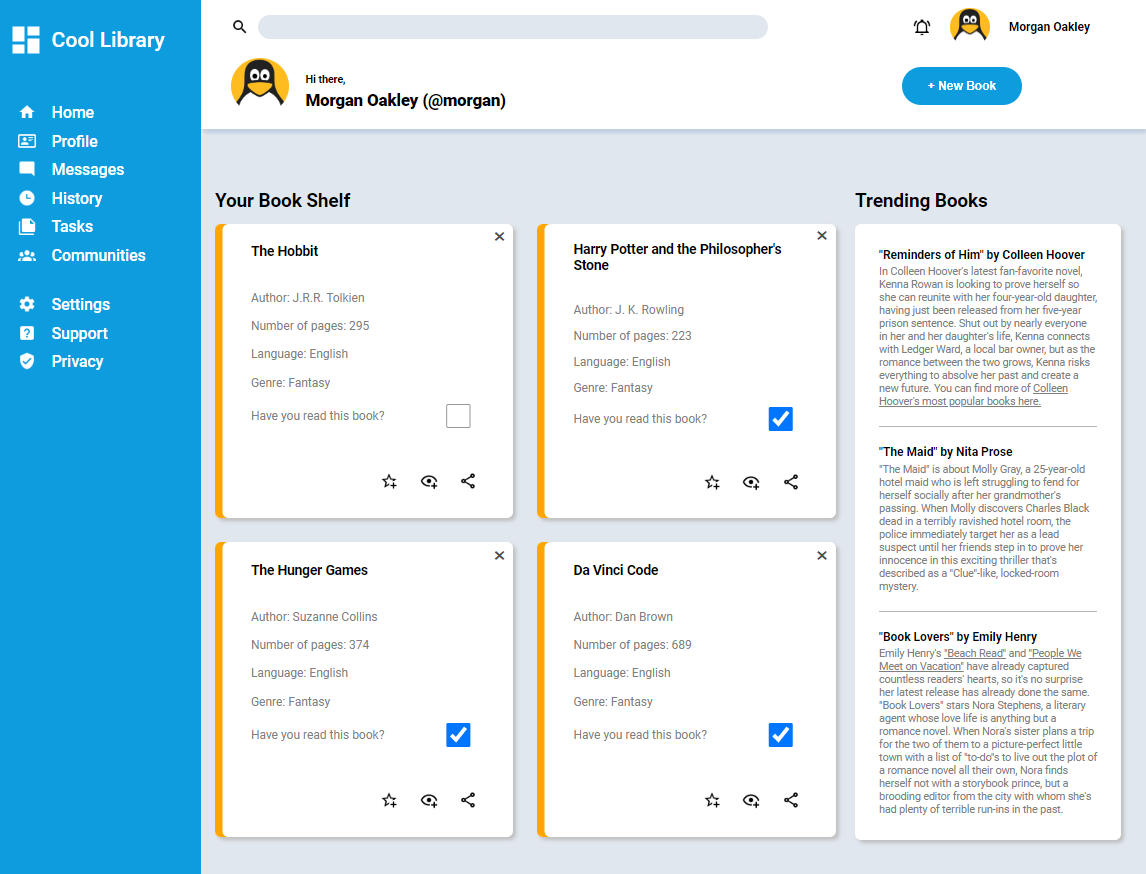 Cool Library
Home
Profile
Messages
History
Tasks
Communities
Settings
Support
Privacy
Morgan Oakley
Hi there,
Morgan Oakley (@morgan)
+ New Book
Your Book Shelf
The Hobbit
Author: J.R.R. Tolkien
Number of pages: 295
Language: English
Genre: Fantasy
Have you read this book?
Harry Potter and the Philosopher's
Stone
Author: J. K. Rowling
Number of pages: 223
Language: English
Genre: Fantasy
Have you read this book?
The Hunger Games
Author: Suzanne Collins
Number of pages: 374
Language: English
Genre: Fantasy
Have you read this book?
Da Vinci Code
Author: Dan Brown
Number of pages: 689
Language: English
Genre: Fantasy
Have you read this book?
Trending Books
"Reminders of Him" by Colleen Hoover
In Colleen Hoover's latest fan-favorite novel,
Kenna Rowan is looking to prove herself so
she can reunite with her four-year-old daughter,
having just been released from her five-year
prison sentence. Shut out by nearly everyone
in her and her daughter's life, Kenna connects
with Ledger Ward, a local bar owner, but as the
romance between the two grows, Kenna risks
everything to absolve her past and create a
new future. You can find more of Colleen
Hoover's most popular books here.
"The Maid" by Nita Prose
"The Maid" is about Molly Gray, a 25-year-old
hotel maid who is left struggling to fend for
herself socially after her grandmother's
passing. When Molly discovers Charles Black
dead in a terribly ravished hotel room, the
police immediately target her as a lead
suspect until her friends step in to prove her
innocence in this exciting thriller that's
described as a "Clue"-like, locked-room
mystery.
"Book Lovers" by Emily Henry
Emily Henry's "Beach Read" and "People We
Meet on Vacation" have already captured
countless readers' hearts, so it's no surprise
her latest release has already done the same.
"Book Lovers" stars Nora Stephens, a literary
agent whose love life is anything but a
romance novel. When Nora's sister plans a trip
for the two of them to a picture-perfect little
town with a list of "to-do"s to live out the plot of
a romance novel all their own, Nora finds
herself not with a storybook prince, but a
brooding editor from the city with whom she's
had plenty of terrible run-ins in the past.